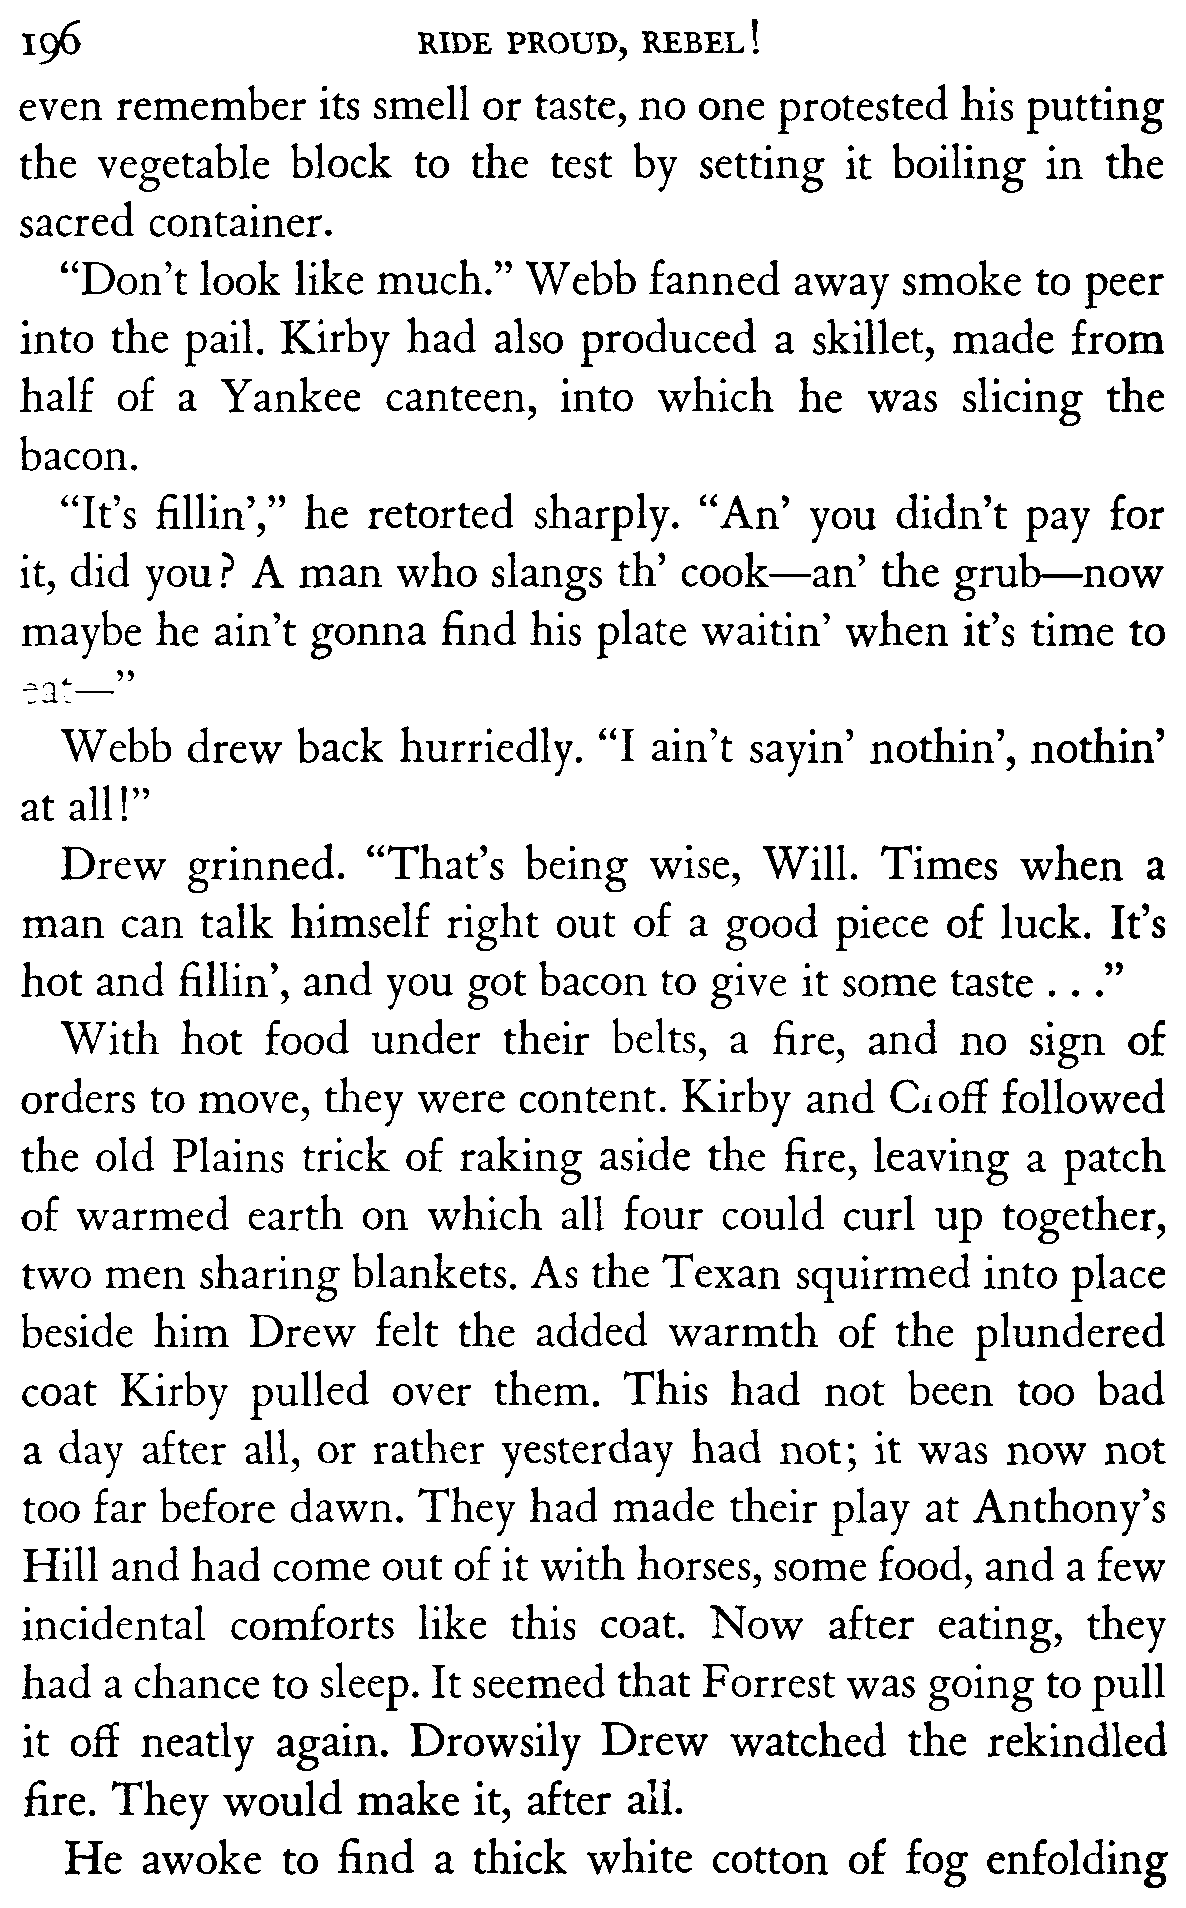 196 RIDE PROUD, REBEL!
even remember its smell or taste, no one protested his putting
the vegetable block to the test by setting it boiling in the
sacred container.
“Don’t look like much.” Webb fanned away smoke to peer
into the pail. Kirby had also produced a skillet, made from
half of a Yankee canteen, into which he was slicing the
bacon.
“It’s fillin’,” he retorted sharply. “An’ you didn’t pay for
it, did you? A man who slangs th’ cook—an’ the grub—now
maybe he ain’t gonna find his plate waitin’ when it’s time to
eat—”
Webb drew back hurriedly. “I ain’t sayin’ nothin’, nothin’
at all!”
Drew grinned. “That’s being wise, Will. Times when a
man can talk himself right out of a good piece of luck. It’s
hot and fillin’, and you got bacon to give it some taste . . .”
With hot food under their belts, a fire, and no sign of
orders to move, they were content. Kirby and Croff followed
the old Plains trick of raking aside the fire, leaving a patch
of warmed earth on which all four could curl up together,
two men sharing blankets. As the Texan squirmed into place
beside him Drew felt the added warmth of the plundered
coat Kirby pulled over them. This had not been too bad
a day after all, or rather yesterday had not; it was now not
too far before dawn. They had made their play at Anthony’s
Hill and had come out of it with horses, some food, and a few
incidental comforts like this coat. Now after eating, they
had a chance to sleep. It seemed that Forrest was going to pull
it off neatly again. Drowsily Drew watched the rekindled
fire. They would make it, after all.
He awoke to find a thick white cotton of fog enfolding